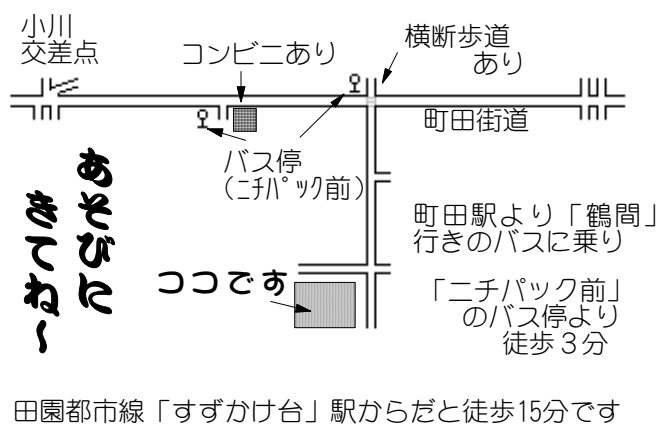 小川
交差点
コンビニあり
横断歩道
あり
町田街道
バス停
(ﾆﾁﾊﾟｯｸ前)
あそびに
きてね～
町田駅より「鶴間」
行きのバスに乗り
ココです
「ニチパック前」
のバス停より
徒歩３分
田園都市線「すずかけ台」駅からだと徒歩15分です